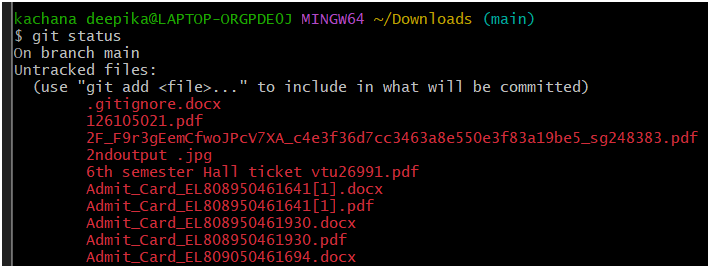 kachana deepika@LAPTOP-ORGPDEOJ MINGW64 ~/Downloads (main)
$ git status
On branch main
Untracked files:
  (use "git add <file>..." to include in what will be committed)
        .gitignore.docx
        126105021.pdf
        2F_F9r3gEemCfwoJPcV7XA_c4e3f36d7cc3463a8e550e3f83a19be5_sg248383.pdf
        2ndoutput .jpg
        6th semester Hall ticket vtu26991.pdf
        Admit_Card_EL808950461641[1].docx
        Admit_Card_EL808950461641[1].pdf
        Admit_Card_EL808950461930.docx
        Admit_Card_EL808950461930.pdf
        Admit_Card_EL809050461694.docx